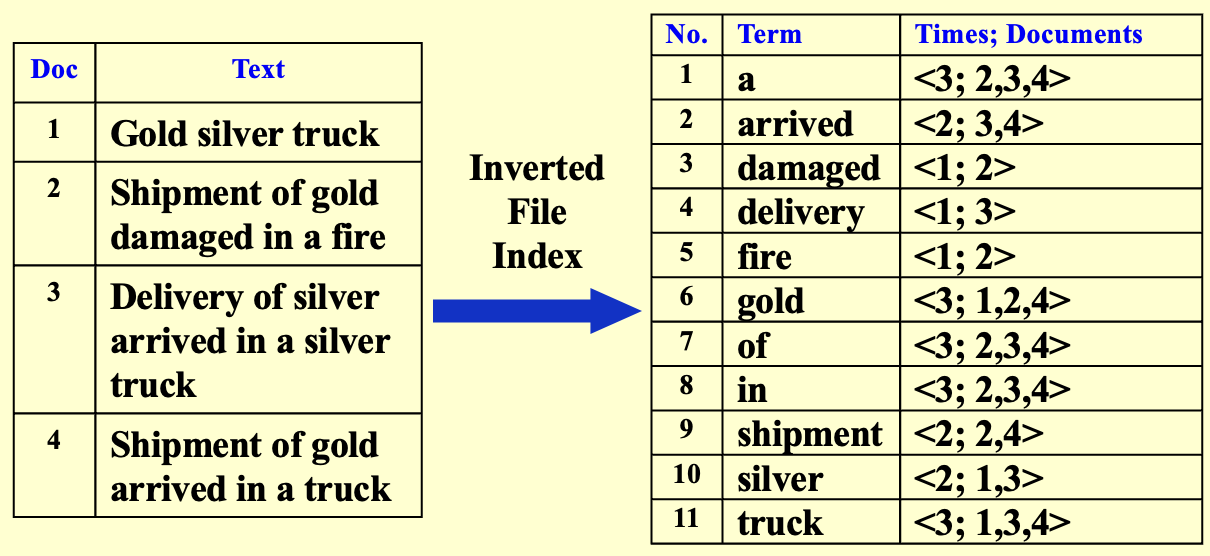 Doc Text
1 Gold silver truck
2 Shipment of gold
damaged in a fire
3 Delivery of silver
arrived in a silver
truck
4 Shipment of gold
arrived in a truck
Inverted
File
Index
No. Term Times; Documents
1 a <3; 2,3,4>
2 arrived <2; 3,4>
3 damaged <1; 2>
4 delivery <1; 3>
5 fire <1; 2>
6 gold <3; 1,2,4>
7 of <3; 2,3,4>
8 in <3; 2,3,4>
9 shipment <2; 2,4>
10 silver <2; 1,3>
11 truck <3; 1,3,4>